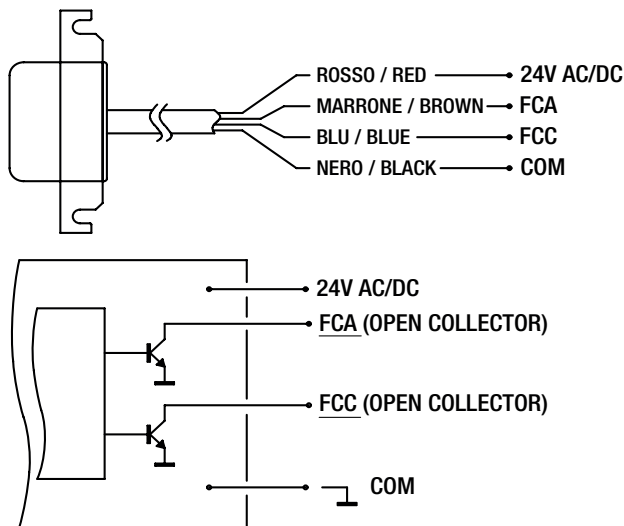 ROSSO / RED 24V AC/DC
MARRONE / BROWN FCA
BLU / BLUE FCC
NERO / BLACK COM
24V AC/DC
FCA (OPEN COLLECTOR)
FCC (OPEN COLLECTOR)
COM